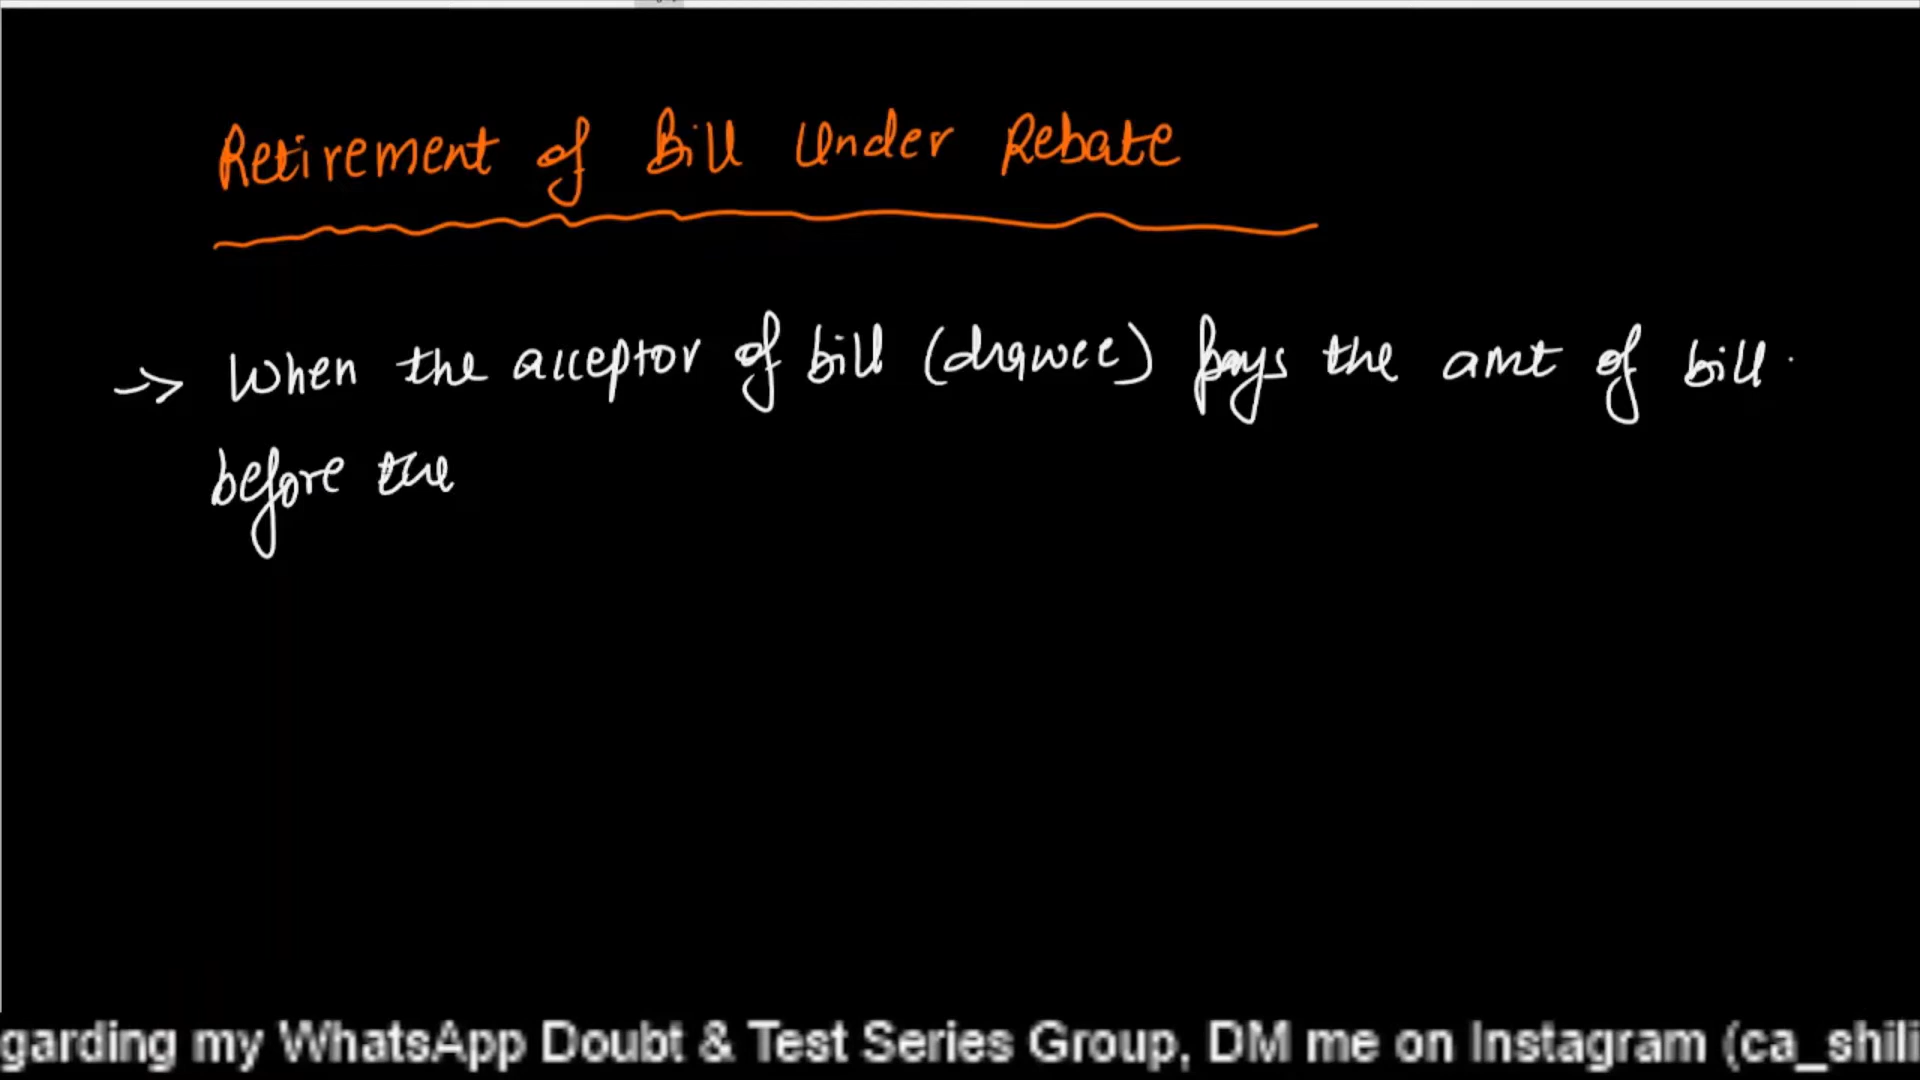 Retirement of Bill Under Rebate
->> When the acceptor of bill (drawee) pays the amt of bill.
before the
garding my WhatsApp Doubt & Test Series Group, DM me on Instagram (ca_shili